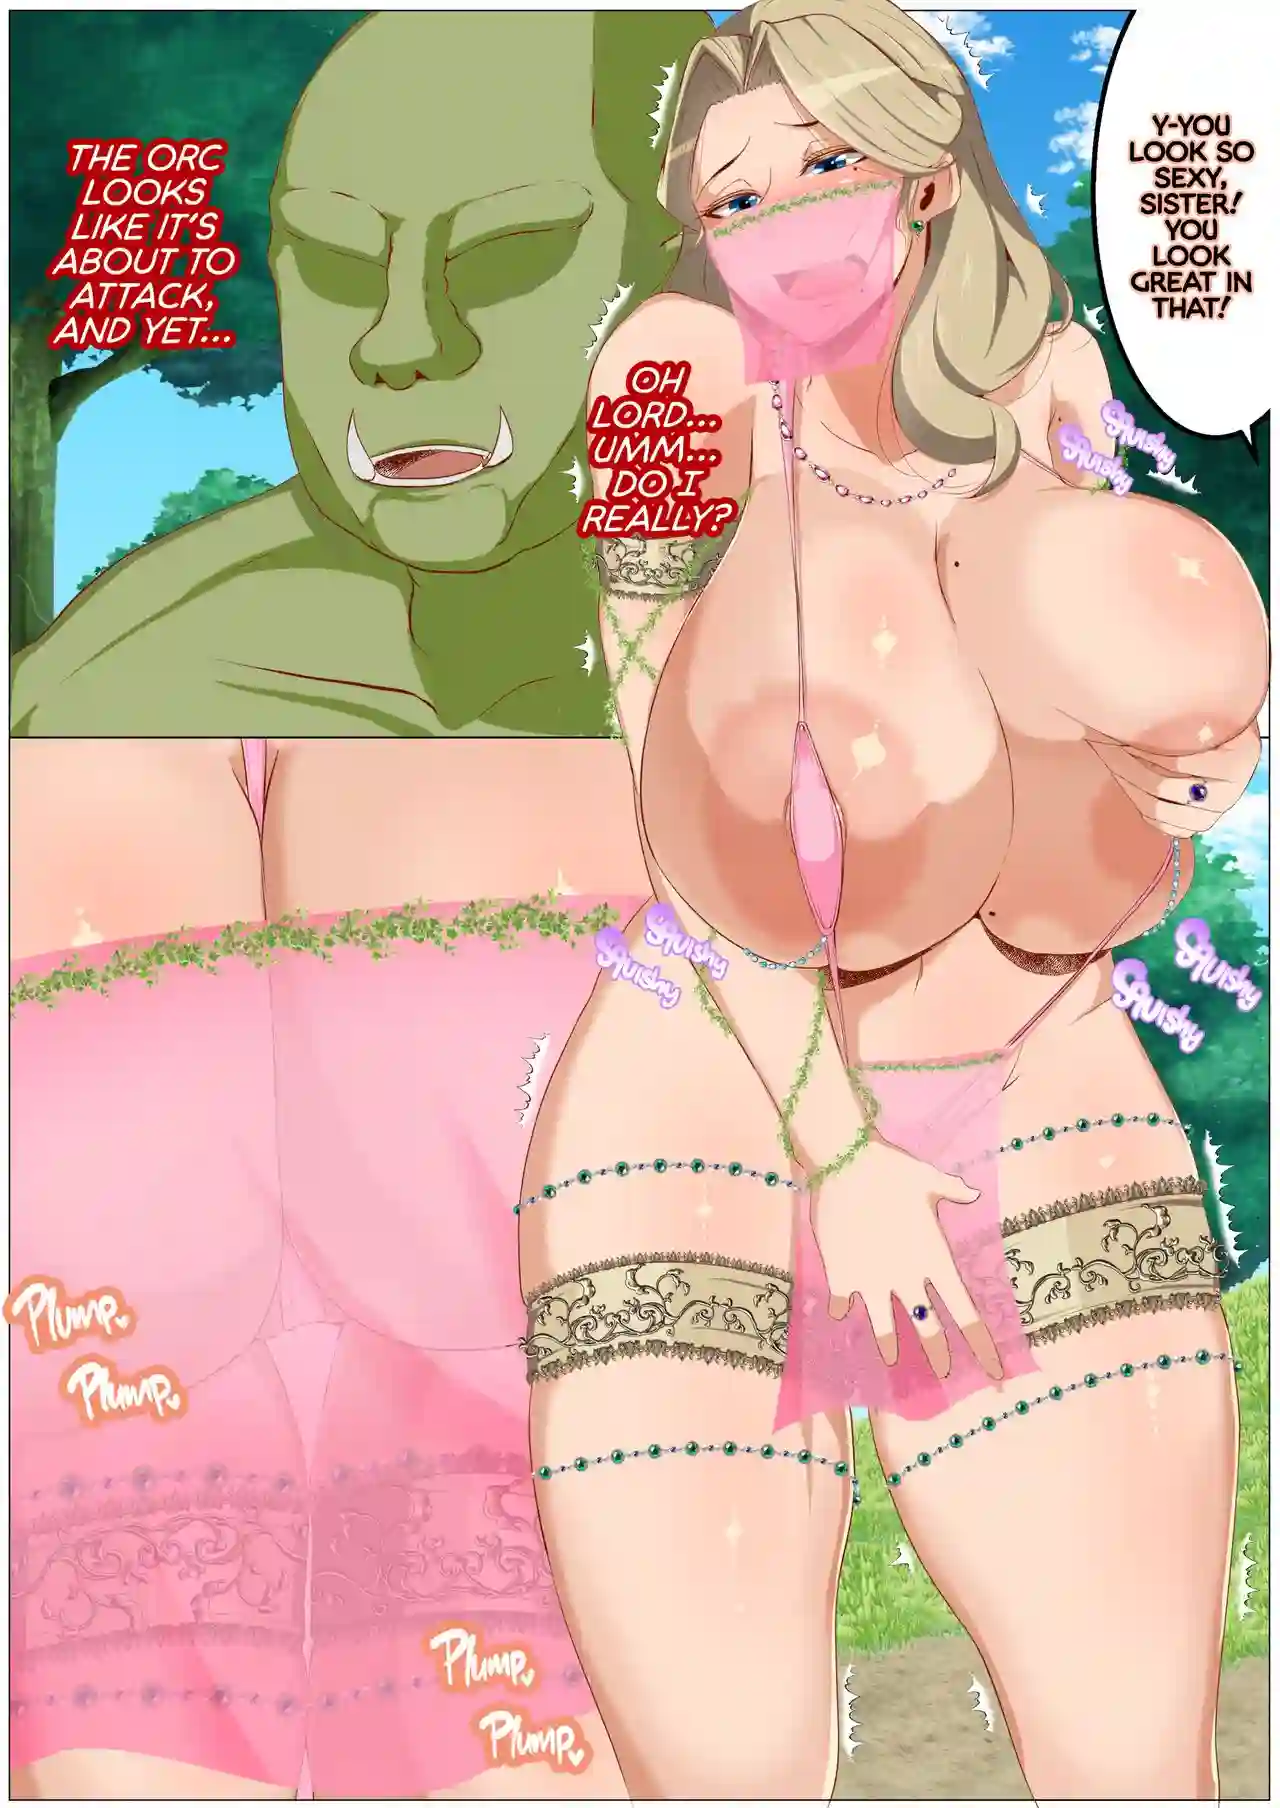 Y-YOU
LOOK SO
SEXY,
SISTER!
YOU
LOOK
GREAT IN
THAT!
THE ORC
LOOKS
LIKE IT'S
ABOUT TO
ATTACK,
AND YET...
OH
LORD...
UMM...
DO I
REALLY?
SQUISHY
SQUISHY
SQUISHY
SQUISHY
SQUISHY
SQUISHY
Plump♥
Plump♥
Plump♥
Plump♥